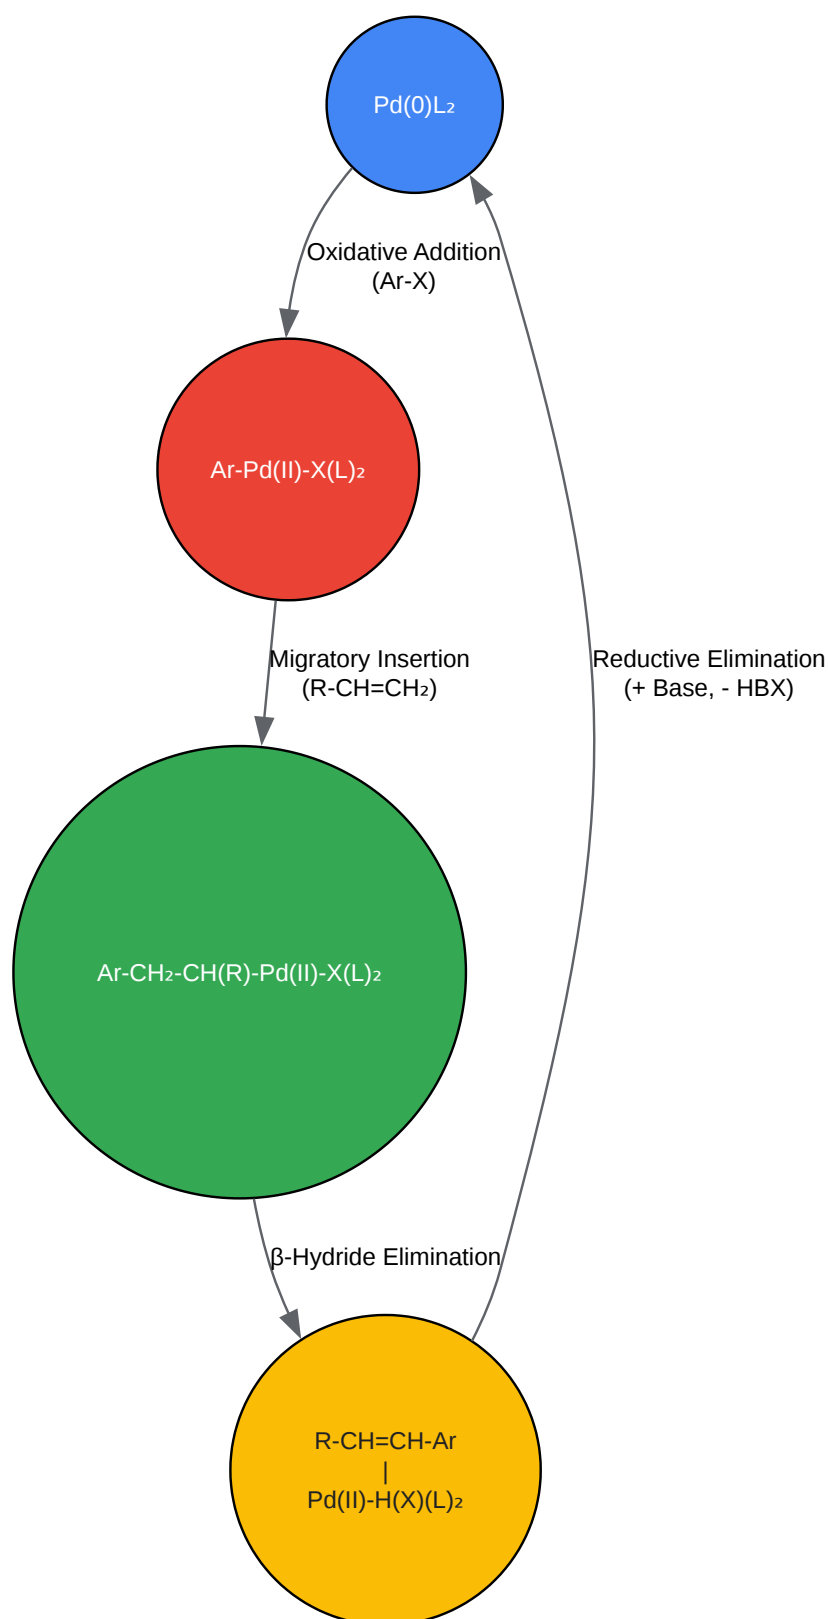 Pd(0)L₂
Oxidative Addition
(Ar-X)
Ar-Pd(II)-X(L)₂
Migratory Insertion
(R-CH=CH₂)
Reductive Elimination
(+ Base, - HBX)
Ar-CH₂-CH(R)-Pd(II)-X(L)₂
β-Hydride Elimination
R-CH=CH-Ar
|
Pd(II)-H(X)(L)₂